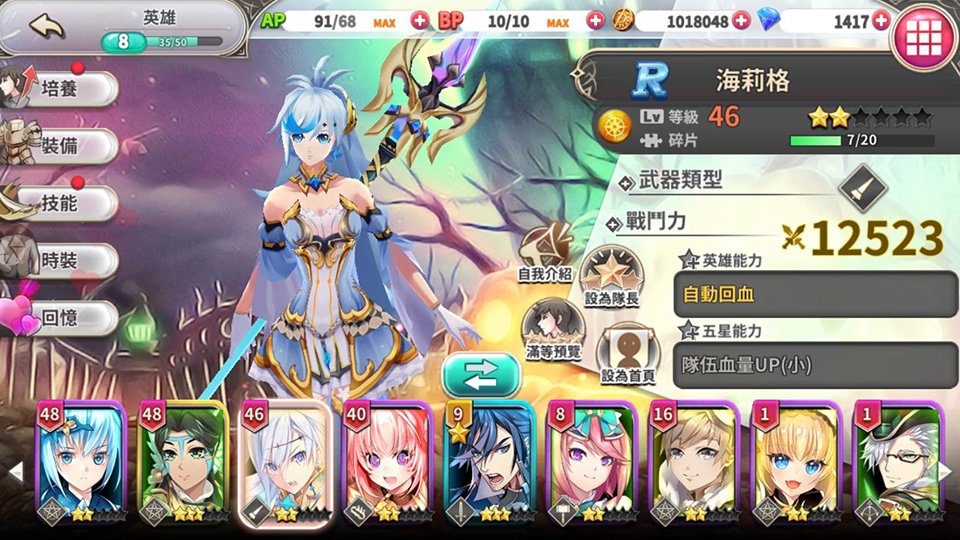 英雄
8 35/50
AP 91/68 MAX
BP 10/10 MAX
1018048
1417
培養
裝備
技能
時裝
回憶
R 海莉格
Lv 等級 46
碎片 7/20
武器類型
戰鬥力
12523
英雄能力
自動回血
五星能力
隊伍血量UP(小)
自我介紹
設為隊長
滿等預覽
設為首頁
48
48
46
40
9
8
16
1
1